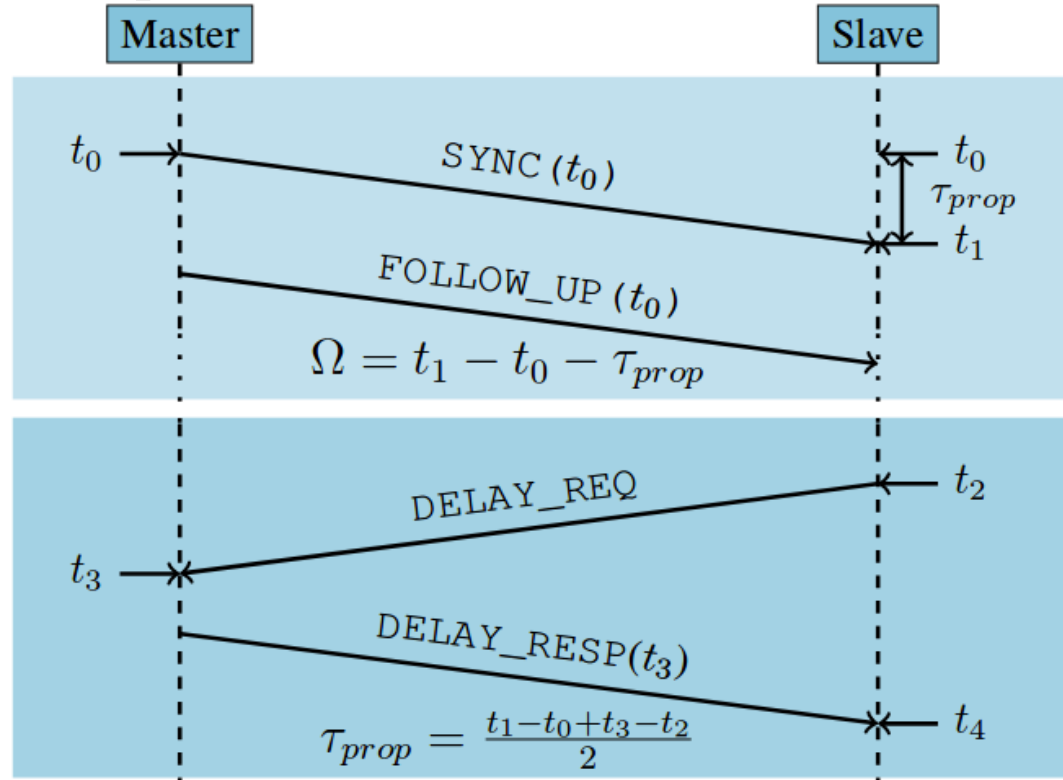 Master
Slave
t₀
SYNC(t₀)
t₀
τₚᵣₒₚ
t₁
FOLLOW_UP(t₀)
Ω = t₁ − t₀ − τₚᵣₒₚ
DELAY_REQ
t₂
t₃
DELAY_RESP(t₃)
t₄
τₚᵣₒₚ = (t₁−t₀+t₃−t₂)/2